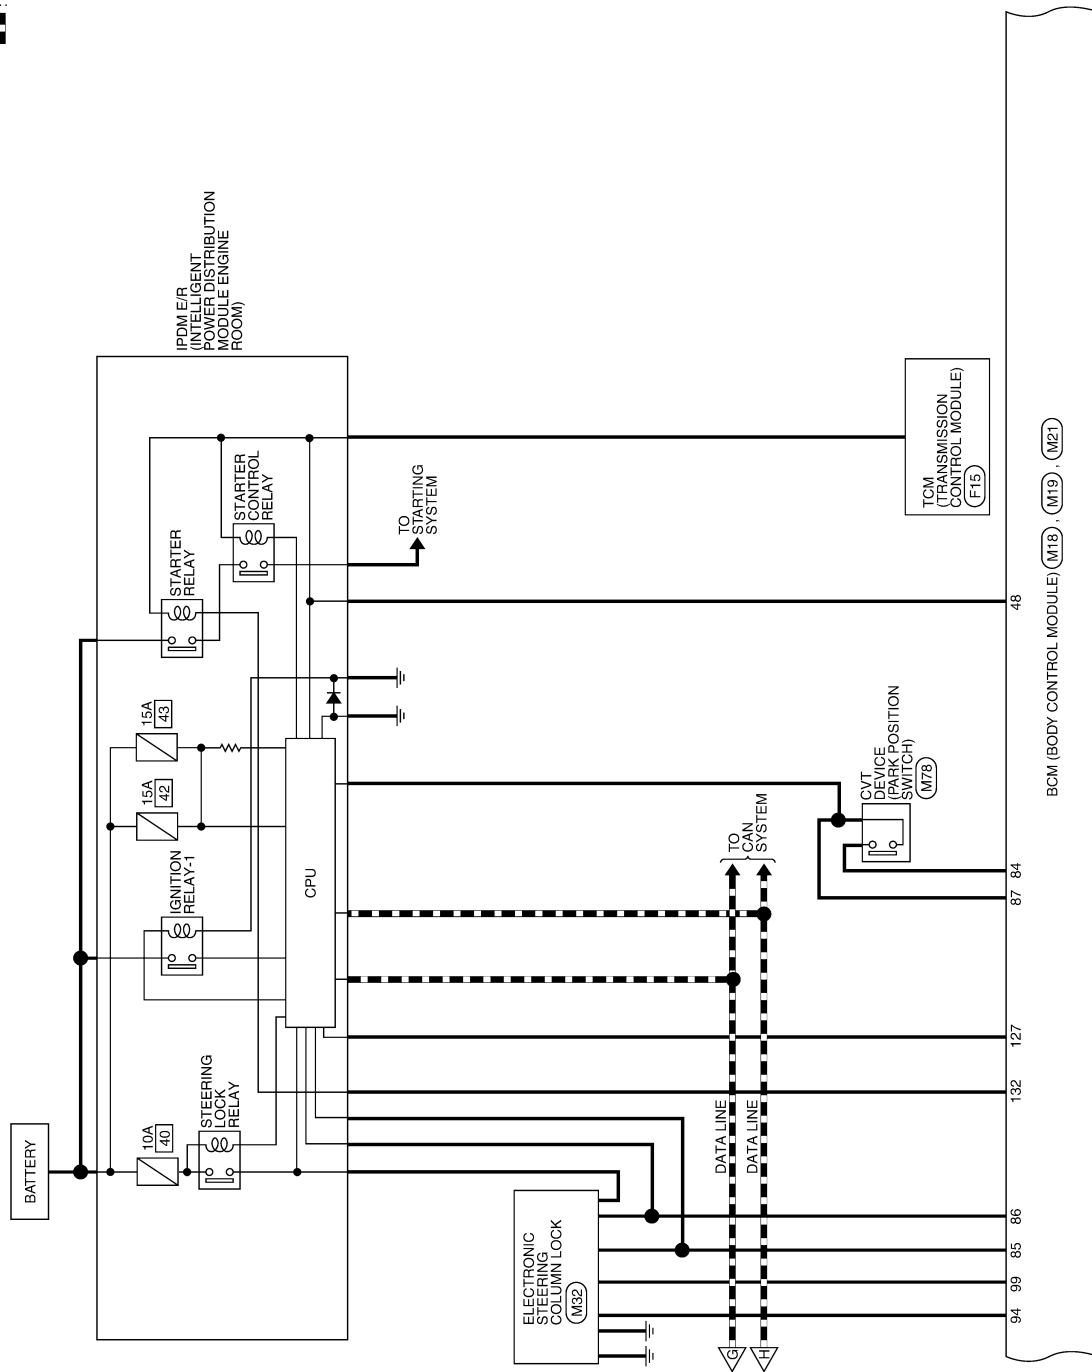 BATTERY
10A
40
STEERING
LOCK
RELAY
IGNITION
RELAY-1
15A
42
15A
43
STARTER
RELAY
STARTER
CONTROL
RELAY
IPDM E/R
(INTELLIGENT
POWER DISTRIBUTION
MODULE ENGINE
ROOM)
CPU
TO
STARTING
SYSTEM
ELECTRONIC
STEERING
COLUMN LOCK
M32
DATA LINE
DATA LINE
G
H
TO
CAN
SYSTEM
CVT
DEVICE
(PARK POSITION
SWITCH)
M78
TCM
(TRANSMISSION
CONTROL MODULE)
F15
94
99
85
86
132
127
87
84
48
BCM (BODY CONTROL MODULE) M18 , M19 , M21